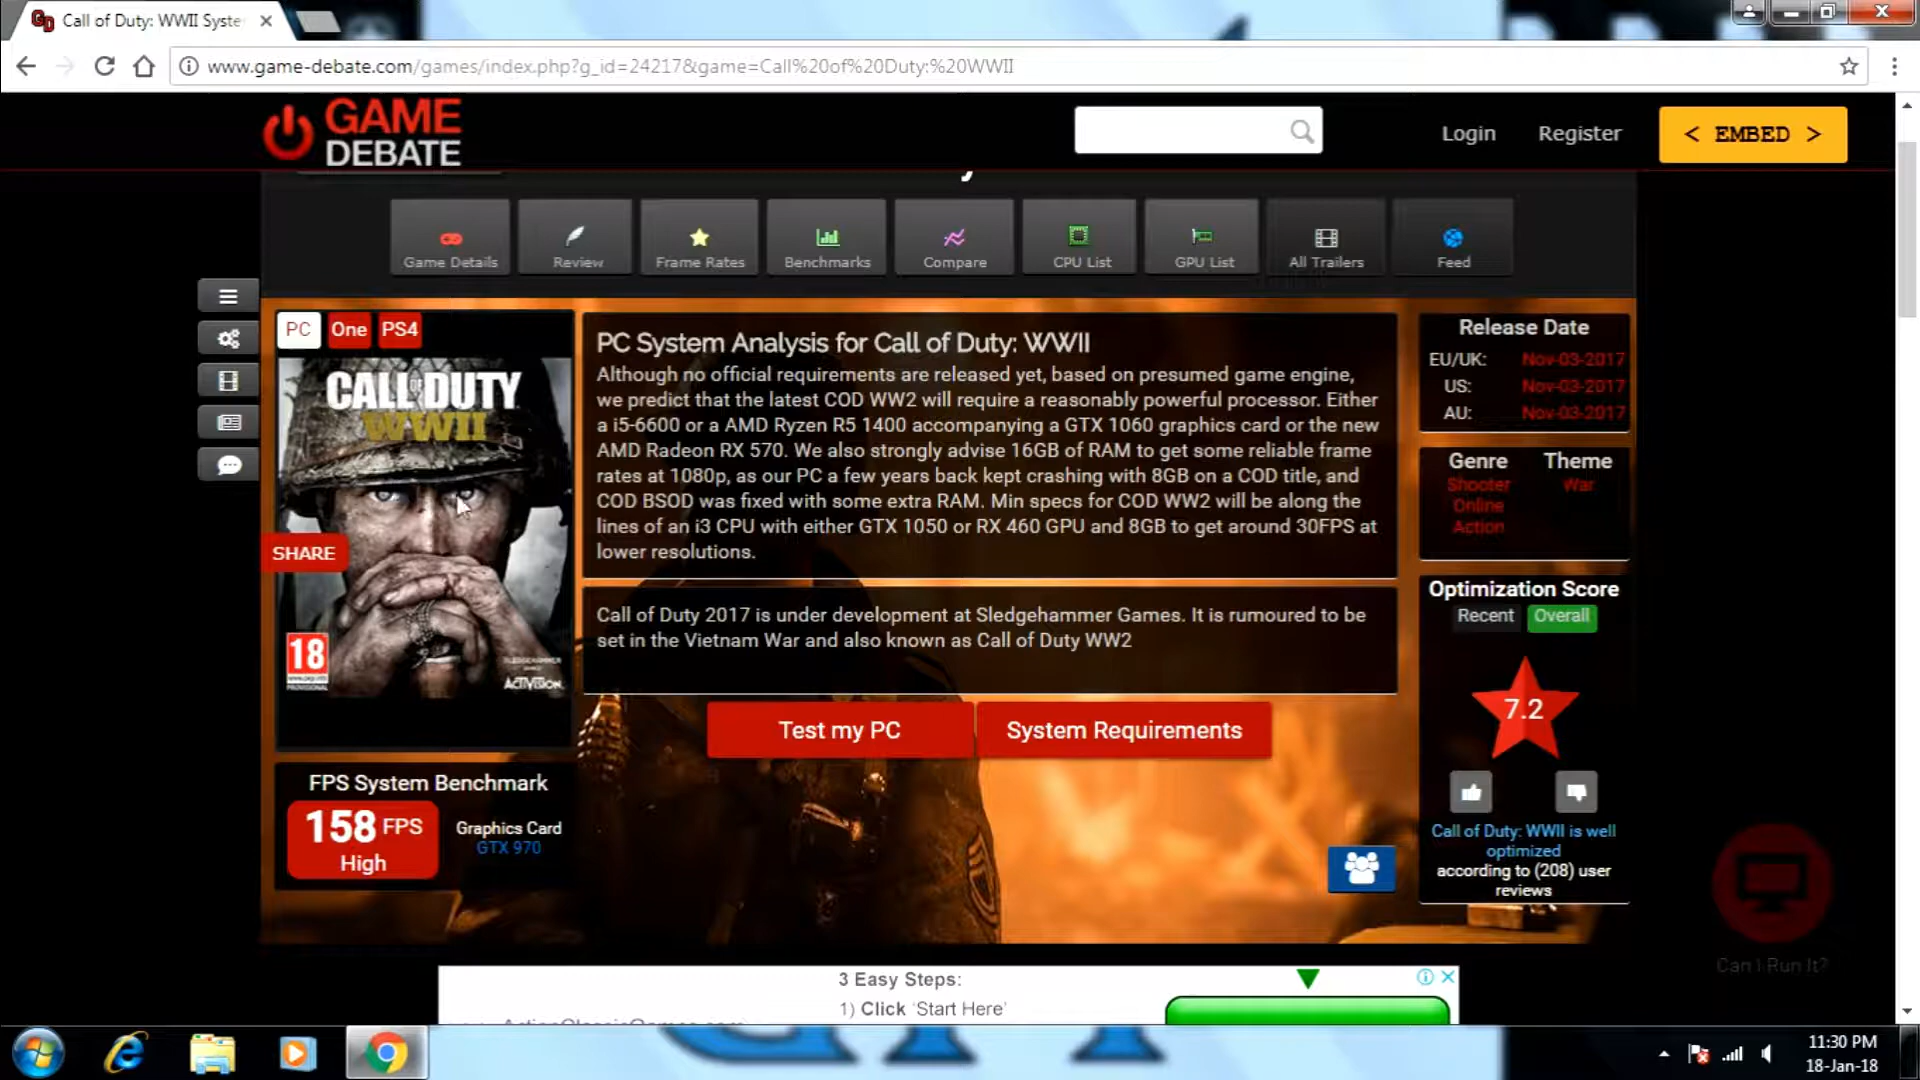 Call of Duty: WWII Syste
www.game-debate.com/games/index.php?g_id=24217&game=Call%20of%20Duty:%20WWII
GAME
DEBATE
Login
Register
< EMBED >
Game Details
Review
Frame Rates
Benchmarks
Compare
CPU List
GPU List
All Trailers
Feed
PC
One
PS4
CALL OF DUTY
WWII
SHARE
18
PROVISIONAL
SLEDGEHAMMER
GAMES
ACTIVISION
FPS System Benchmark
158 FPS
High
Graphics Card
GTX 970
PC System Analysis for Call of Duty: WWII
Although no official requirements are released yet, based on presumed game engine,
we predict that the latest COD WW2 will require a reasonably powerful processor. Either
a i5-6600 or a AMD Ryzen R5 1400 accompanying a GTX 1060 graphics card or the new
AMD Radeon RX 570. We also strongly advise 16GB of RAM to get some reliable frame
rates at 1080p, as our PC a few years back kept crashing with 8GB on a COD title, and
COD BSOD was fixed with some extra RAM. Min specs for COD WW2 will be along the
lines of an i3 CPU with either GTX 1050 or RX 460 GPU and 8GB to get around 30FPS at
lower resolutions.
Call of Duty 2017 is under development at Sledgehammer Games. It is rumoured to be
set in the Vietnam War and also known as Call of Duty WW2
Test my PC
System Requirements
Release Date
EU/UK: Nov-03-2017
US: Nov-03-2017
AU: Nov-03-2017
Genre
Shooter
Online
Action
Theme
War
Optimization Score
Recent
Overall
7.2
Call of Duty: WWII is well
optimized
according to (208) user
reviews
Can I Run It?
3 Easy Steps:
1) Click 'Start Here'
11:30 PM
18-Jan-18